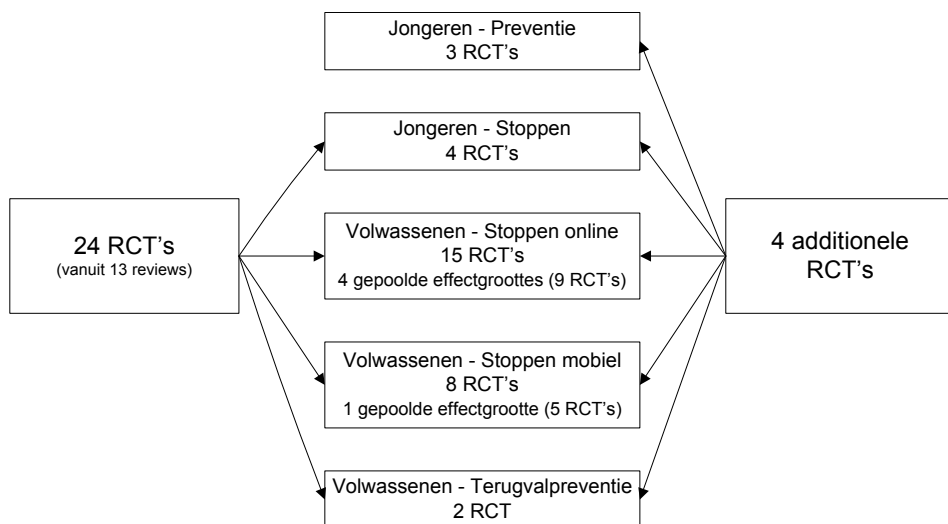 Jongeren - Preventie
3 RCT's
Jongeren - Stoppen
4 RCT's
24 RCT's
(vanuit 13 reviews)
Volwassenen - Stoppen online
15 RCT's
4 gepoolde effectgroottes (9 RCT's)
4 additionele
RCT's
Volwassenen - Stoppen mobiel
8 RCT's
1 gepoolde effectgrootte (5 RCT's)
Volwassenen - Terugvalpreventie
2 RCT